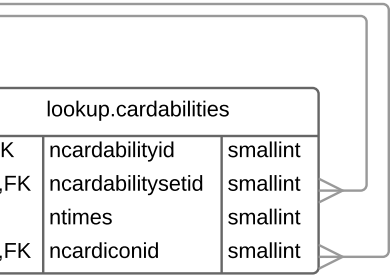 lookup.cardabilities
K ncardabilityid smallint
,FK ncardabilitysetid smallint
ntimes smallint
,FK ncardiconid smallint